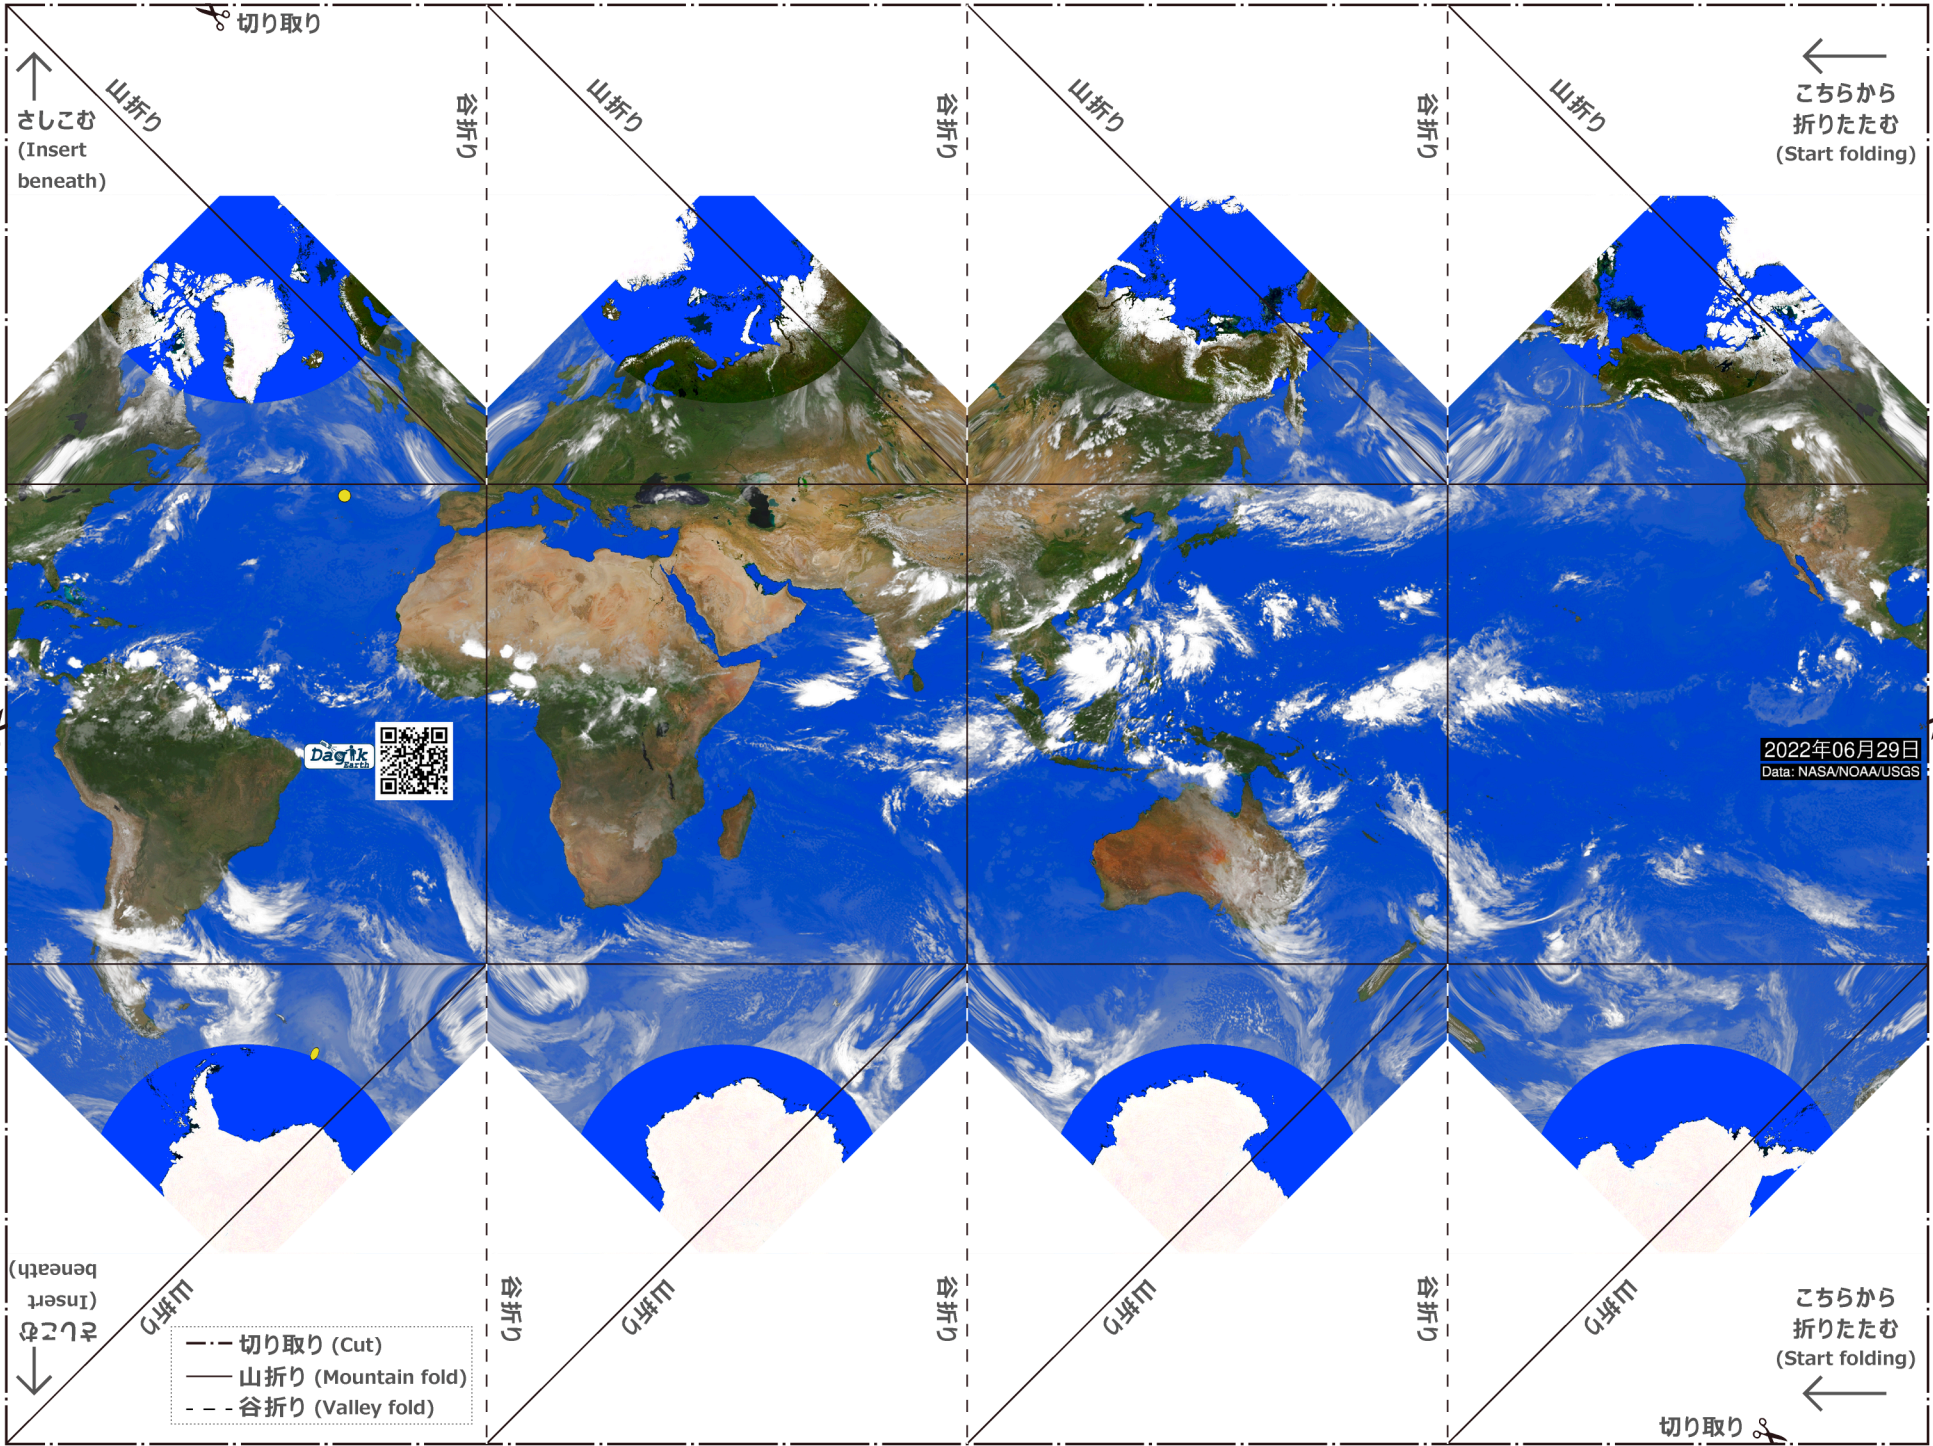 切り取り
さしこむ
(Insert
beneath)
山折り
谷折り
山折り
谷折り
山折り
谷折り
山折り
こちらから
折りたたむ
(Start folding)
Dagik
Earth
2022年06月29日
Data: NASA/NOAA/USGS
さしこむ
(Insert
beneath)
山折り
谷折り
山折り
谷折り
山折り
谷折り
山折り
こちらから
折りたたむ
(Start folding)
切り取り (Cut)
山折り (Mountain fold)
谷折り (Valley fold)
切り取り